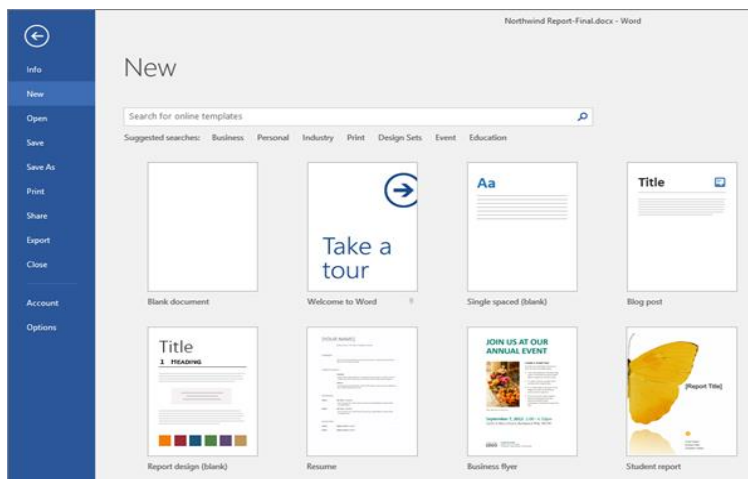 Northwind Report-Final.docx - Word
Info
New
Open
Save
Save As
Print
Share
Export
Close
Account
Options
New
Search for online templates
Suggested searches: Business Personal Industry Print Design Sets Event Education
Blank document
Take a
tour
Welcome to Word
Aa
Single spaced (blank)
Title
Blog post
Title
1 HEADING
Report design (blank)
[YOUR NAME]
Resume
JOIN US AT OUR
ANNUAL EVENT
Business flyer
[Report Title]
Student report